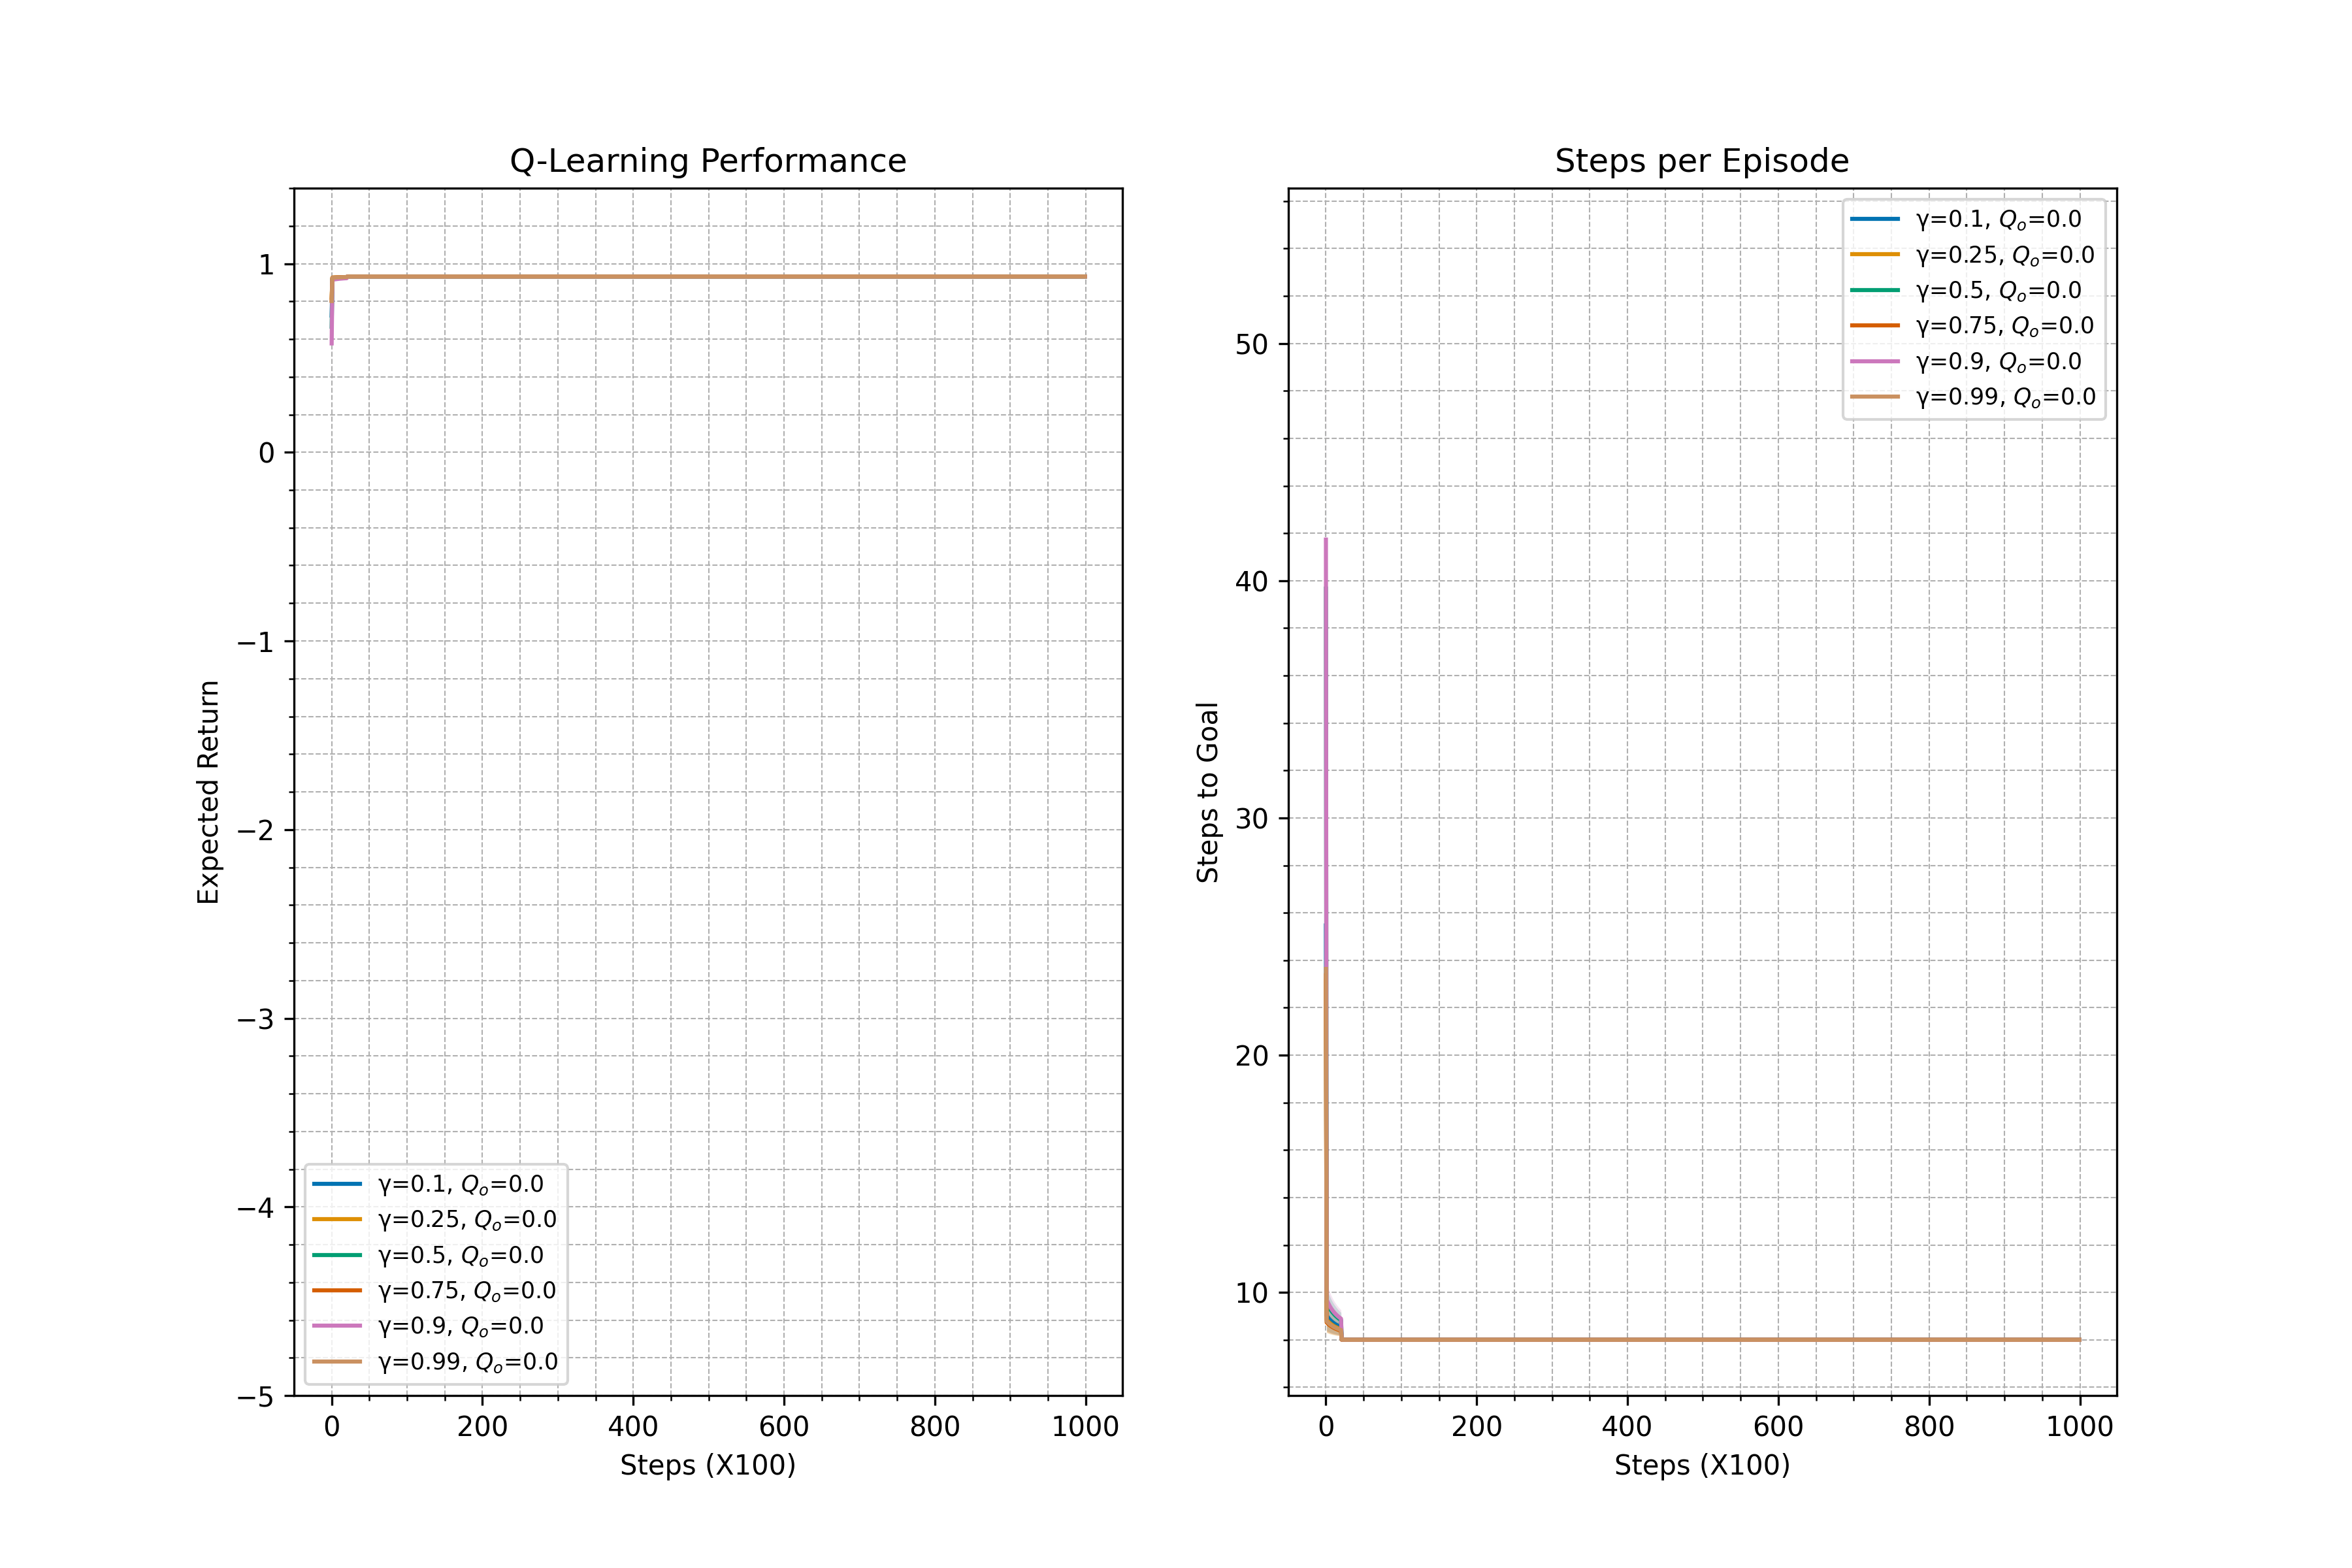 Q-Learning Performance
1
0
−1
−2
−3
−4
−5
Expected Return
γ=0.1, Qₒ=0.0
γ=0.25, Qₒ=0.0
γ=0.5, Qₒ=0.0
γ=0.75, Qₒ=0.0
γ=0.9, Qₒ=0.0
γ=0.99, Qₒ=0.0
0 200 400 600 800 1000
Steps (X100)
Steps per Episode
50
40
30
20
10
Steps to Goal
γ=0.1, Qₒ=0.0
γ=0.25, Qₒ=0.0
γ=0.5, Qₒ=0.0
γ=0.75, Qₒ=0.0
γ=0.9, Qₒ=0.0
γ=0.99, Qₒ=0.0
0 200 400 600 800 1000
Steps (X100)